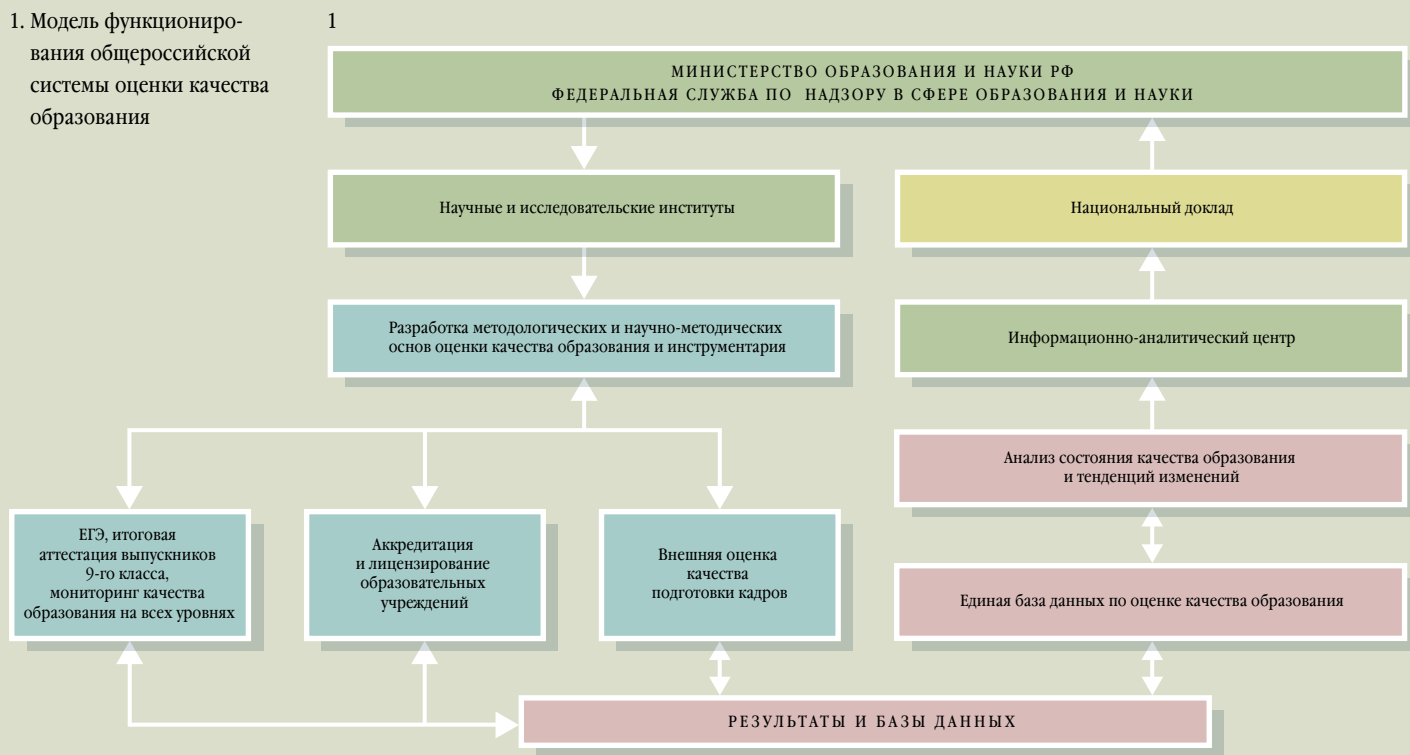 1. Модель функциониро-
вания общероссийской
системы оценки качества
образования
1
МИНИСТЕРСТВО ОБРАЗОВАНИЯ И НАУКИ РФ
ФЕДЕРАЛЬНАЯ СЛУЖБА ПО НАДЗОРУ В СФЕРЕ ОБРАЗОВАНИЯ И НАУКИ
Научные и исследовательские институты
Национальный доклад
Разработка методологических и научно-методических
основ оценки качества образования и инструментария
Информационно-аналитический центр
Анализ состояния качества образования
и тенденций изменений
ЕГЭ, итоговая
аттестация выпускников
9-го класса,
мониторинг качества
образования на всех уровнях
Аккредитация
и лицензирование
образовательных
учреждений
Внешняя оценка
качества
подготовки кадров
Единая база данных по оценке качества образования
РЕЗУЛЬТАТЫ И БАЗЫ ДАННЫХ